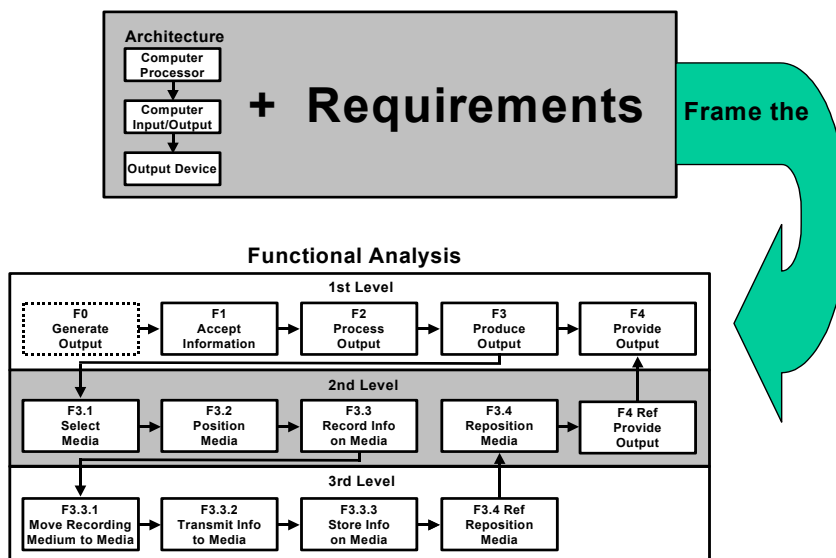 Architecture
Computer
Processor
Computer
Input/Output
Output Device
+ Requirements
Frame the
Functional Analysis
1st Level
F0
Generate
Output
F1
Accept
Information
F2
Process
Output
F3
Produce
Output
F4
Provide
Output
2nd Level
F3.1
Select
Media
F3.2
Position
Media
F3.3
Record Info
on Media
F3.4
Reposition
Media
F4 Ref
Provide
Output
3rd Level
F3.3.1
Move Recording
Medium to Media
F3.3.2
Transmit Info
to Media
F3.3.3
Store Info
on Media
F3.4 Ref
Reposition
Media